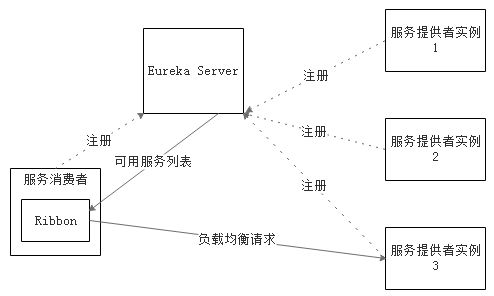 服务提供者实例
1
Eureka Server
注册
注册
服务提供者实例
2
注册
可用服务列表
注册
服务消费者
Ribbon
负载均衡请求
服务提供者实例
3